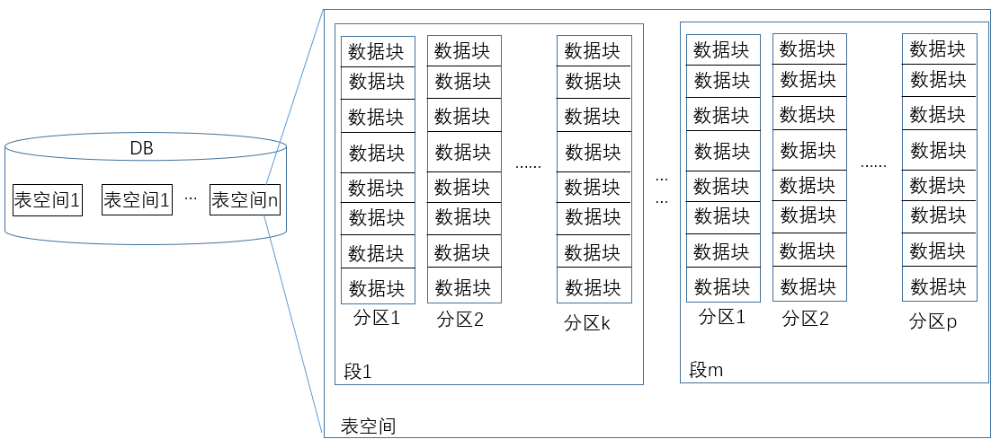 DB
表空间1 表空间1 ... 表空间n
数据块 数据块 数据块 数据块 数据块 数据块
数据块 数据块 数据块 数据块 数据块 数据块
数据块 数据块 数据块 数据块 数据块 数据块
数据块 数据块 ...... 数据块 数据块 数据块 ...... 数据块
数据块 数据块 数据块 ... 数据块 数据块 数据块
数据块 数据块 数据块 ... 数据块 数据块 数据块
数据块 数据块 数据块 数据块 数据块 数据块
数据块 数据块 数据块 数据块 数据块 数据块
分区1 分区2 分区k 分区1 分区2 分区p
段1 段m
表空间